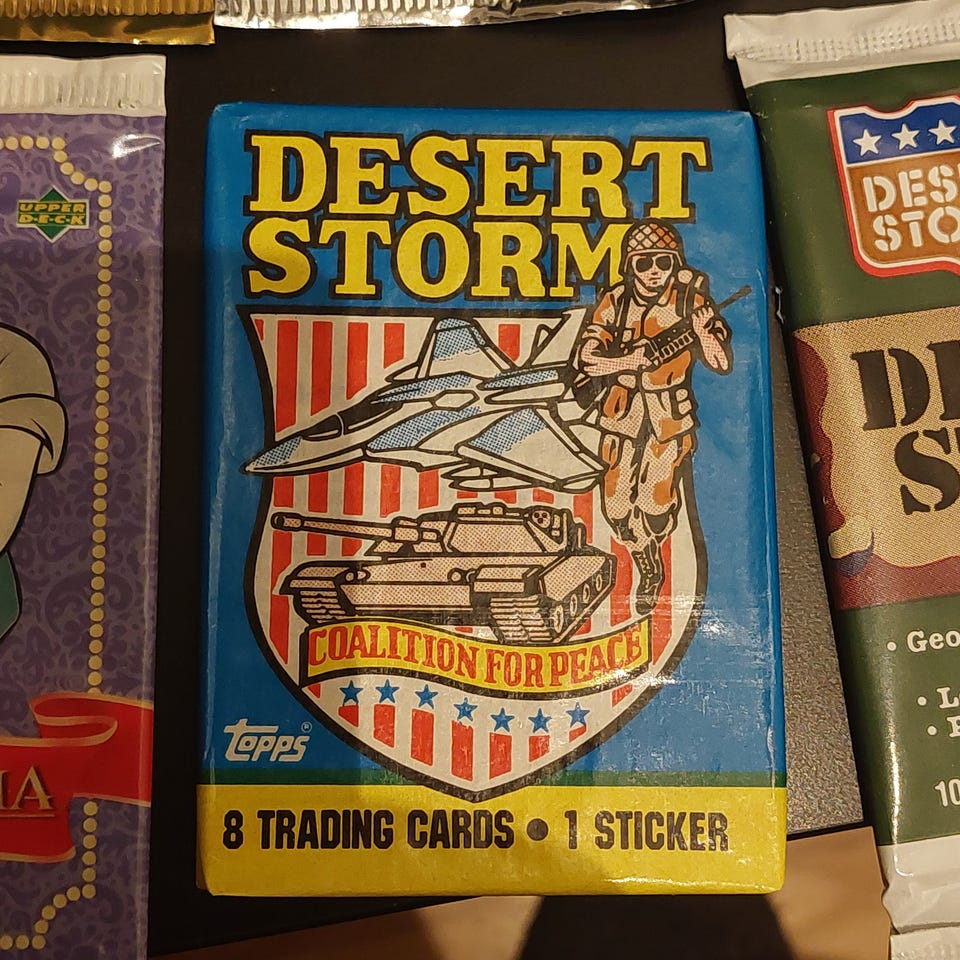 DESERT
STORM
COALITION FOR PEACE
topps®
8 TRADING CARDS • 1 STICKER
UPPER
DECK
IA
DES
STO
DE
S
• Geo
• L
•
10